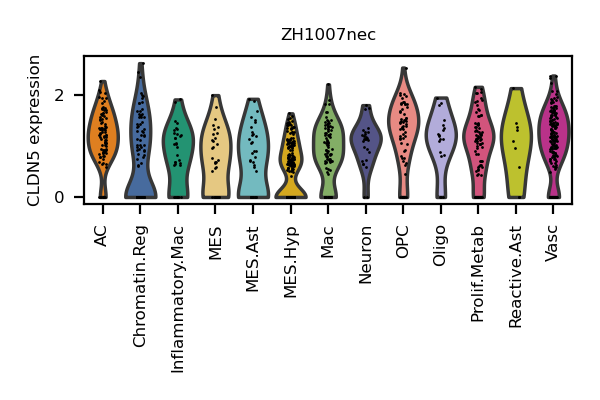 ZH1007nec
CLDN5 expression
2
0
AC
Chromatin.Reg
Inflammatory.Mac
MES
MES.Ast
MES.Hyp
Mac
Neuron
OPC
Oligo
Prolif.Metab
Reactive.Ast
Vasc